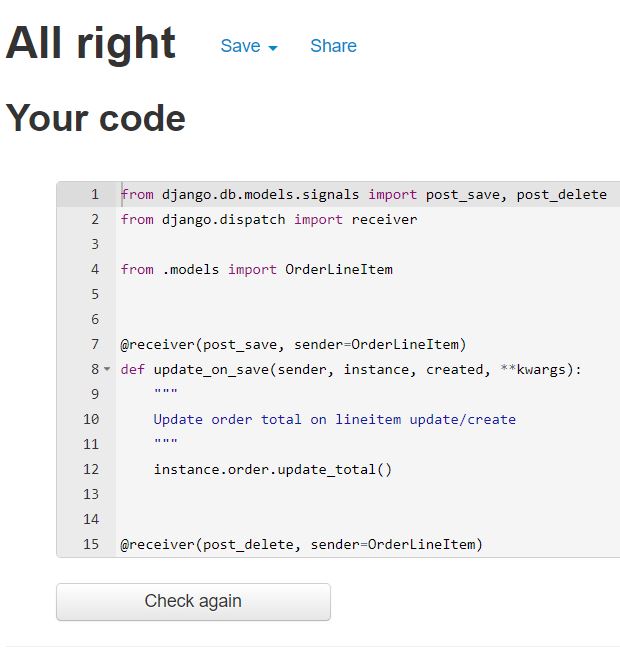 All right Save Share
Your code
1 from django.db.models.signals import post_save, post_delete
2 from django.dispatch import receiver
3
4 from .models import OrderLineItem
5
6
7 @receiver(post_save, sender=OrderLineItem)
8 def update_on_save(sender, instance, created, **kwargs):
9 """
10 Update order total on lineitem update/create
11 """
12 instance.order.update_total()
13
14
15 @receiver(post_delete, sender=OrderLineItem)
Check again